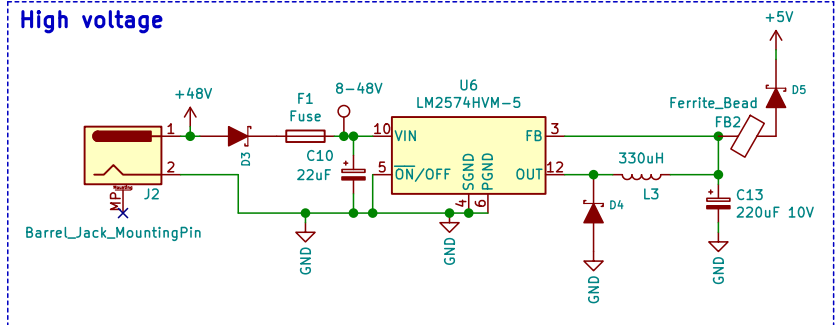 High voltage
+5V
+48V
8-48V
U6
LM2574HVM-5
D5
F1
Fuse
Ferrite_Bead
FB2
1
10
VIN
FB
3
D3
C10
22uF
330uH
2
5
ON/OFF
SGND
PGND
OUT
12
L3
Mounting
MP
J2
4
6
D4
C13
220uF 10V
Barrel_Jack_MountingPin
GND
GND
GND
GND